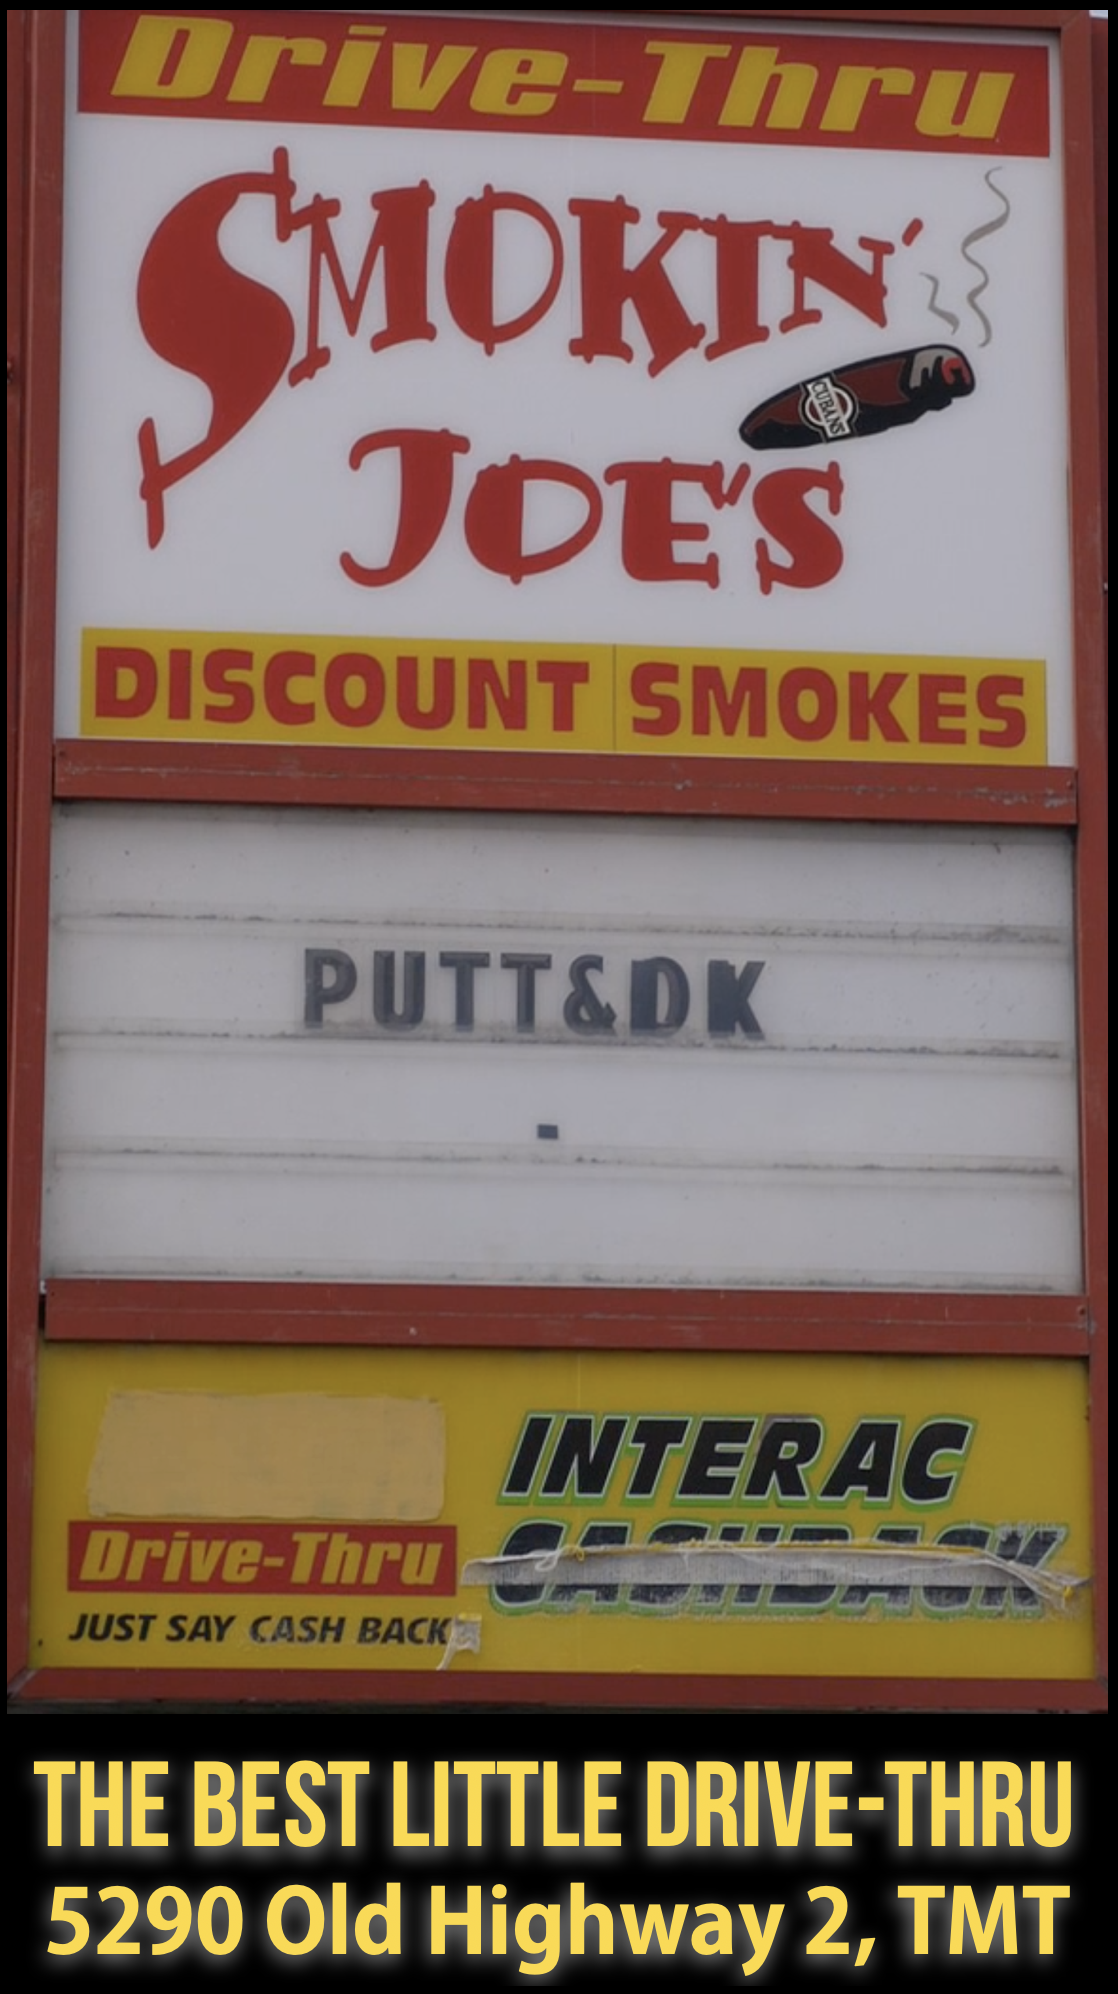 Drive-Thru
SMOKIN'
CUBANS
JOE'S
DISCOUNT SMOKES
PUTT&DK
INTERAC
CASHBACK
Drive-Thru
JUST SAY CASH BACK
THE BEST LITTLE DRIVE-THRU
5290 Old Highway 2, TMT